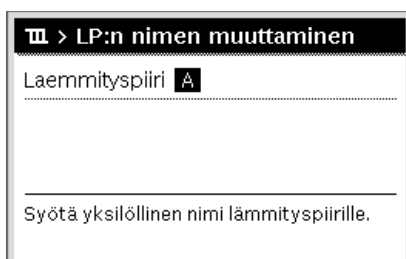 > LP:n nimen muuttaminen
Laemmityspiiri A
Syötä yksilöllinen nimi lämmityspiirille.